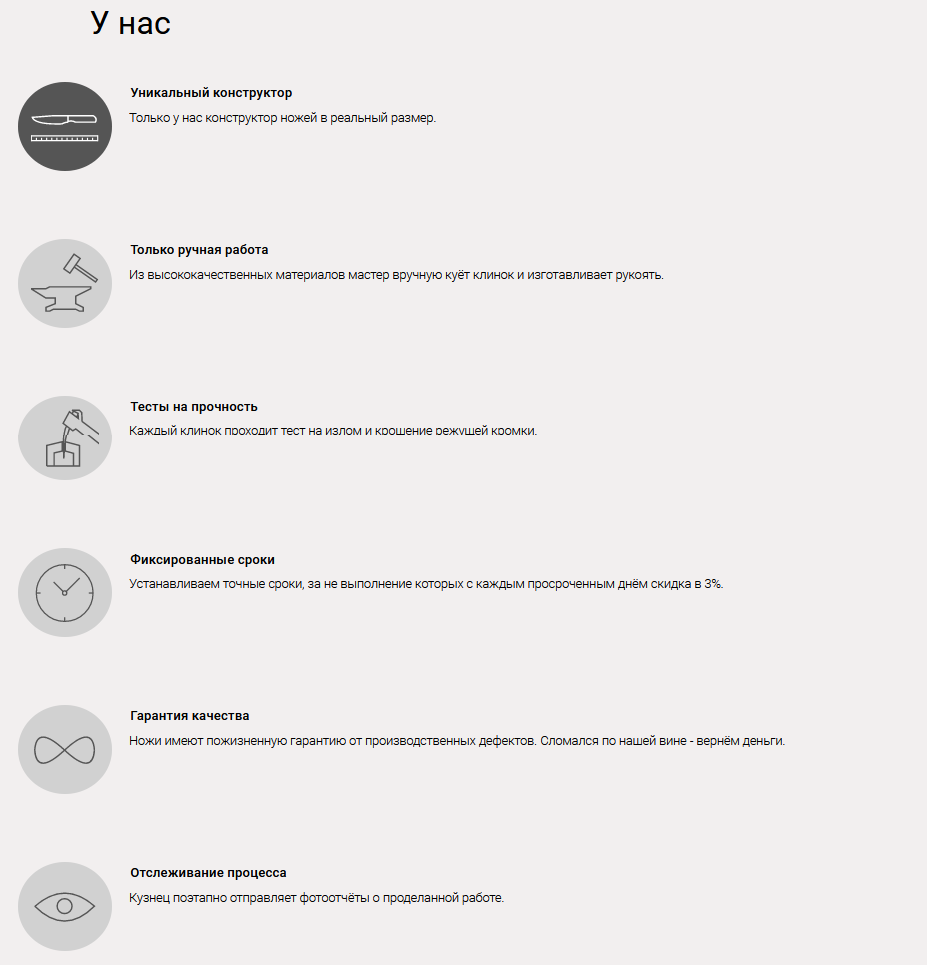 У нас
Уникальный конструктор
Только у нас конструктор ножей в реальный размер.
Только ручная работа
Из высококачественных материалов мастер вручную куёт клинок и изготавливает рукоять.
Тесты на прочность
Каждый клинок проходит тест на излом и крошение режущей кромки.
Фиксированные сроки
Устанавливаем точные сроки, за не выполнение которых с каждым просроченным днём скидка в 3%.
Гарантия качества
Ножи имеют пожизненную гарантию от производственных дефектов. Сломался по нашей вине - вернём деньги.
Отслеживание процесса
Кузнец поэтапно отправляет фотоотчёты о проделанной работе.